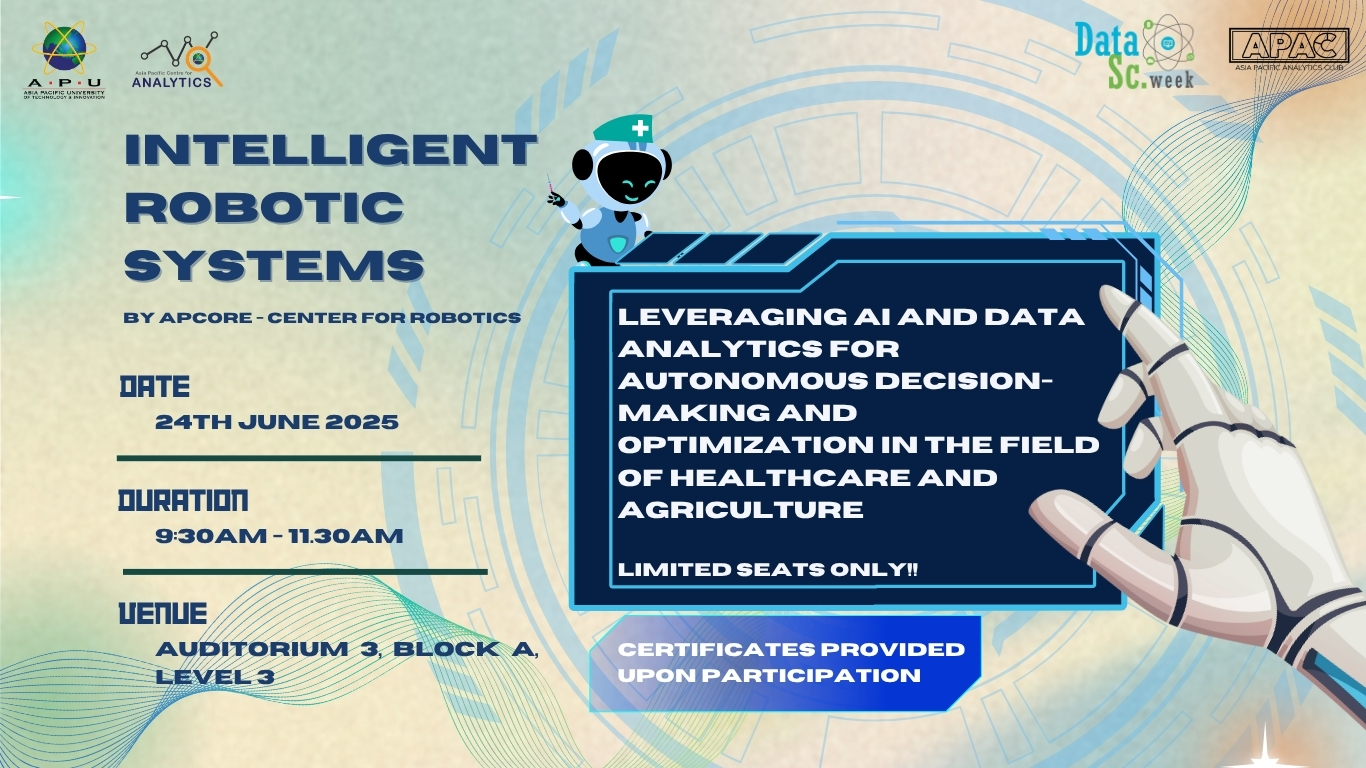 A·P·U
ASIA PACIFIC UNIVERSITY
OF TECHNOLOGY & INNOVATION
Asia Pacific Centre for
ANALYTICS
Data
Sc.week
APAC
ASIA PACIFIC ANALYTICS CLUB
INTELLIGENT
ROBOTIC
SYSTEMS
BY APCORE - CENTER FOR ROBOTICS
DATE
24TH JUNE 2025
DURATION
9:30AM - 11.30AM
VENUE
AUDITORIUM 3, BLOCK A,
LEVEL 3
LEVERAGING AI AND DATA
ANALYTICS FOR
AUTONOMOUS DECISION-
MAKING AND
OPTIMIZATION IN THE FIELD
OF HEALTHCARE AND
AGRICULTURE
LIMITED SEATS ONLY!!
CERTIFICATES PROVIDED
UPON PARTICIPATION